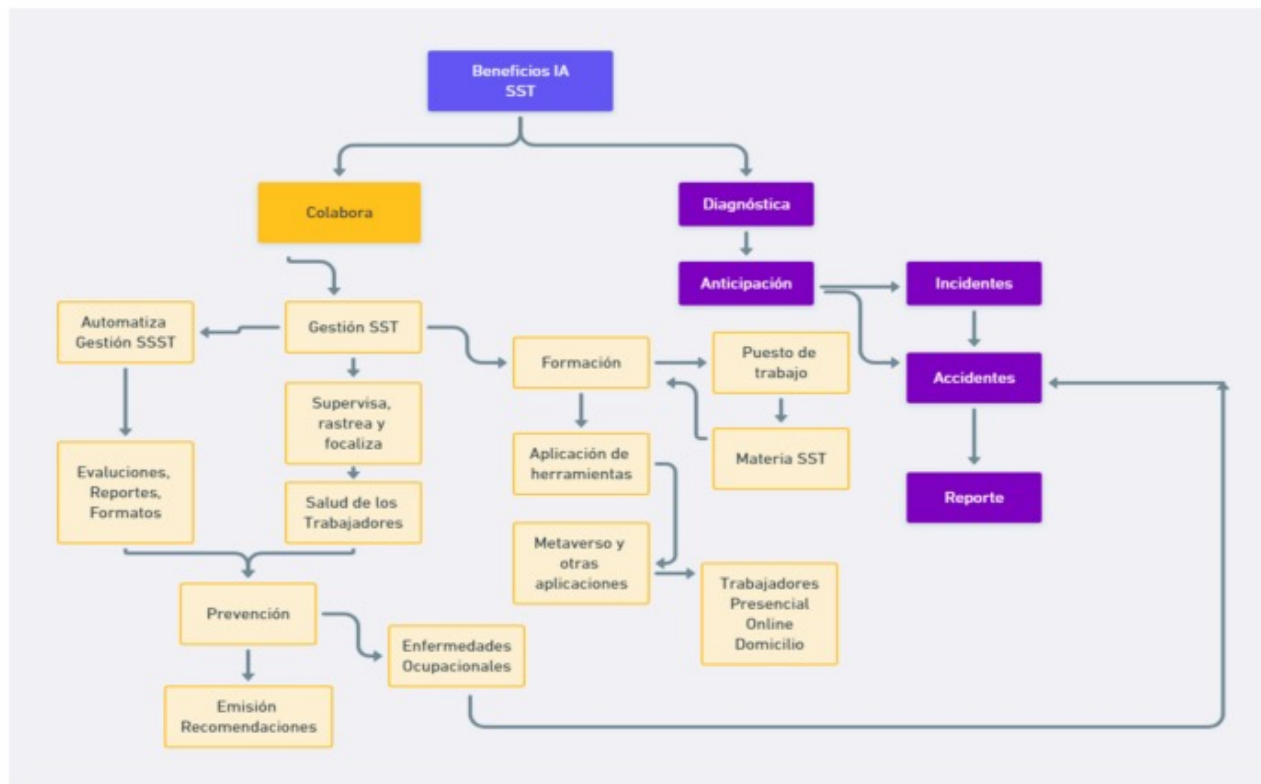 Beneficios IA
SST
Colabora
Diagnóstica
Anticipación
Incidentes
Automatiza
Gestión SSST
Gestión SST
Formación
Puesto de
trabajo
Accidentes
Supervisa,
rastrea y
focaliza
Aplicación de
herramientas
Materia SST
Evaluciones,
Reportes,
Formatos
Salud de los
Trabajadores
Reporte
Metaverso y
otras
aplicaciones
Trabajadores
Presencial
Online
Domicilio
Prevención
Enfermedades
Ocupacionales
Emisión
Recomendaciones